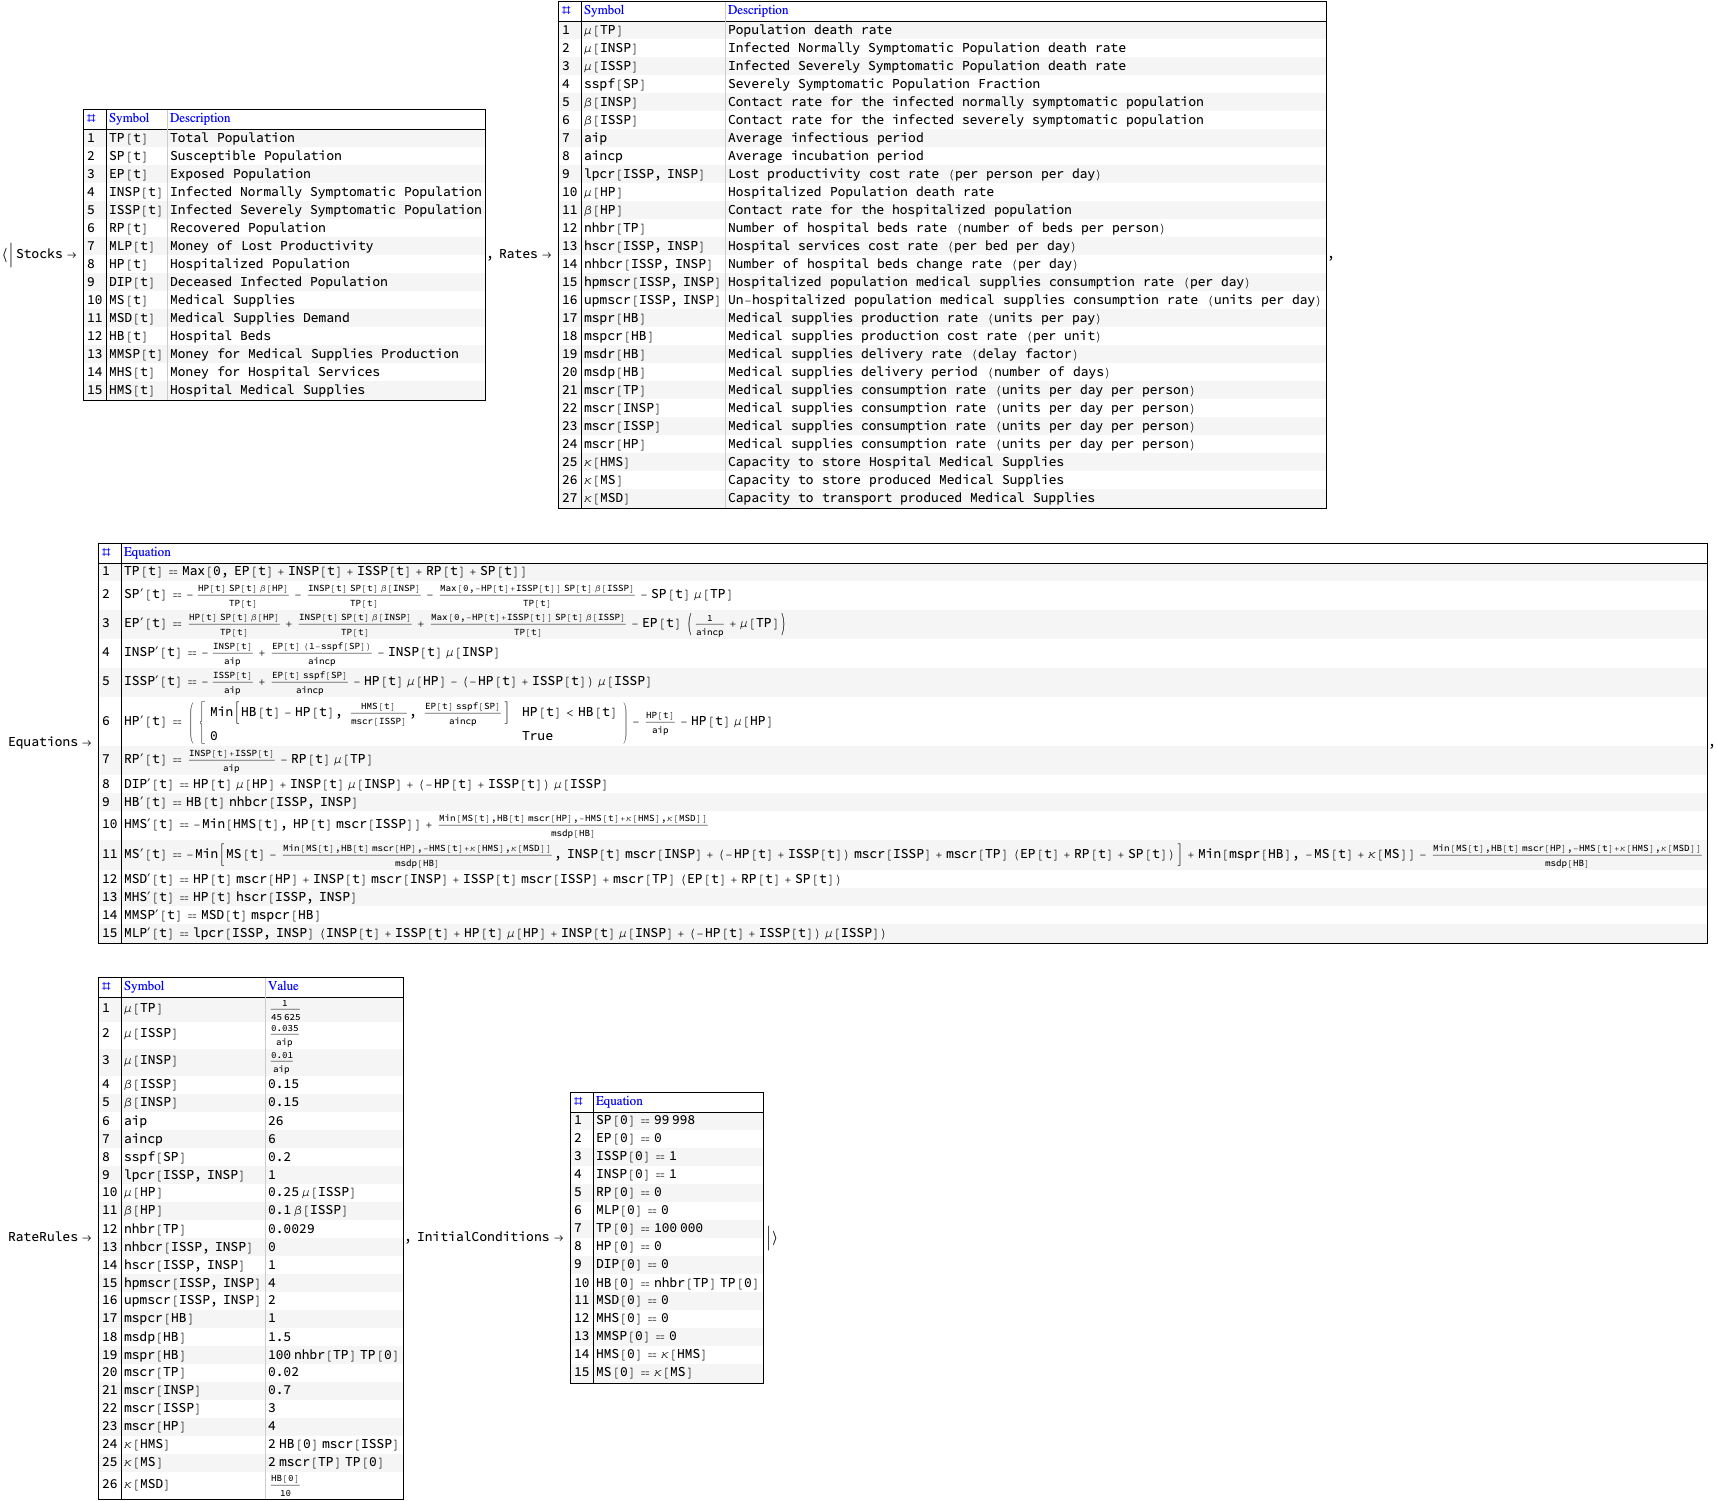 <|Stocks →
# Symbol Description
1 TP[t] Total Population
2 SP[t] Susceptible Population
3 EP[t] Exposed Population
4 INSP[t] Infected Normally Symptomatic Population
5 ISSP[t] Infected Severely Symptomatic Population
6 RP[t] Recovered Population
7 MLP[t] Money of Lost Productivity
8 HP[t] Hospitalized Population
9 DIP[t] Deceased Infected Population
10 MS[t] Medical Supplies
11 MSD[t] Medical Supplies Demand
12 HB[t] Hospital Beds
13 MMSP[t] Money for Medical Supplies Production
14 MHS[t] Money for Hospital Services
15 HMS[t] Hospital Medical Supplies
, Rates →
# Symbol Description
1 μ[TP] Population death rate
2 μ[INSP] Infected Normally Symptomatic Population death rate
3 μ[ISSP] Infected Severely Symptomatic Population death rate
4 sspf[SP] Severely Symptomatic Population Fraction
5 β[INSP] Contact rate for the infected normally symptomatic population
6 β[ISSP] Contact rate for the infected severely symptomatic population
7 aip Average infectious period
8 aincp Average incubation period
9 lpcr[ISSP, INSP] Lost productivity cost rate (per person per day)
10 μ[HP] Hospitalized Population death rate
11 β[HP] Contact rate for the hospitalized population
12 nhbr[TP] Number of hospital beds rate (number of beds per person)
13 hscr[ISSP, INSP] Hospital services cost rate (per bed per day)
14 nhbcr[ISSP, INSP] Number of hospital beds change rate (per day)
15 hpmscr[ISSP, INSP] Hospitalized population medical supplies consumption rate (per day)
16 upmscr[ISSP, INSP] Un-hospitalized population medical supplies consumption rate (units per day)
17 mspr[HB] Medical supplies production rate (units per pay)
18 mspcr[HB] Medical supplies production cost rate (per unit)
19 msdr[HB] Medical supplies delivery rate (delay factor)
20 msdp[HB] Medical supplies delivery period (number of days)
21 mscr[TP] Medical supplies consumption rate (units per day per person)
22 mscr[INSP] Medical supplies consumption rate (units per day per person)
23 mscr[ISSP] Medical supplies consumption rate (units per day per person)
24 mscr[HP] Medical supplies consumption rate (units per day per person)
25 κ[HMS] Capacity to store Hospital Medical Supplies
26 κ[MS] Capacity to store produced Medical Supplies
27 κ[MSD] Capacity to transport produced Medical Supplies
,
Equations →
# Equation
1 TP[t] == Max[0, EP[t] + INSP[t] + ISSP[t] + RP[t] + SP[t]]
2 SP′[t] == - HP[t] SP[t] β[HP] / TP[t] - INSP[t] SP[t] β[INSP] / TP[t] - Max[0,-HP[t]+ISSP[t]] SP[t] β[ISSP] / TP[t] - SP[t] μ[TP]
3 EP′[t] == HP[t] SP[t] β[HP] / TP[t] + INSP[t] SP[t] β[INSP] / TP[t] + Max[0,-HP[t]+ISSP[t]] SP[t] β[ISSP] / TP[t] - EP[t] (1/aincp + μ[TP])
4 INSP′[t] == - INSP[t] / aip + EP[t] (1-sspf[SP]) / aincp - INSP[t] μ[INSP]
5 ISSP′[t] == - ISSP[t] / aip + EP[t] sspf[SP] / aincp - HP[t] μ[HP] - (-HP[t] + ISSP[t]) μ[ISSP]
6 HP′[t] == ({ Min[HB[t] - HP[t], HMS[t] / mscr[ISSP], EP[t] sspf[SP] / aincp] HP[t] < HB[t]
0 True ) - HP[t] / aip - HP[t] μ[HP]
7 RP′[t] == INSP[t]+ISSP[t] / aip - RP[t] μ[TP]
8 DIP′[t] == HP[t] μ[HP] + INSP[t] μ[INSP] + (-HP[t] + ISSP[t]) μ[ISSP]
9 HB′[t] == HB[t] nhbcr[ISSP, INSP]
10 HMS′[t] == -Min[HMS[t], HP[t] mscr[ISSP]] + Min[MS[t],HB[t] mscr[HP],-HMS[t]+κ[HMS],κ[MSD]] / msdp[HB]
11 MS′[t] == -Min[MS[t] - Min[MS[t],HB[t] mscr[HP],-HMS[t]+κ[HMS],κ[MSD]] / msdp[HB], INSP[t] mscr[INSP] + (-HP[t] + ISSP[t]) mscr[ISSP] + mscr[TP] (EP[t] + RP[t] + SP[t])] + Min[mspr[HB], -MS[t] + κ[MS]] - Min[MS[t],HB[t] mscr[HP],-HMS[t]+κ[HMS],κ[MSD]] / msdp[HB]
12 MSD′[t] == HP[t] mscr[HP] + INSP[t] mscr[INSP] + ISSP[t] mscr[ISSP] + mscr[TP] (EP[t] + RP[t] + SP[t])
13 MHS′[t] == HP[t] hscr[ISSP, INSP]
14 MMSP′[t] == MSD[t] mspcr[HB]
15 MLP′[t] == lpcr[ISSP, INSP] (INSP[t] + ISSP[t] + HP[t] μ[HP] + INSP[t] μ[INSP] + (-HP[t] + ISSP[t]) μ[ISSP])
,
RateRules →
# Symbol Value
1 μ[TP] 1/45 625
2 μ[ISSP] 0.035/aip
3 μ[INSP] 0.01/aip
4 β[ISSP] 0.15
5 β[INSP] 0.15
6 aip 26
7 aincp 6
8 sspf[SP] 0.2
9 lpcr[ISSP, INSP] 1
10 μ[HP] 0.25 μ[ISSP]
11 β[HP] 0.1 β[ISSP]
12 nhbr[TP] 0.0029
13 nhbcr[ISSP, INSP] 0
14 hscr[ISSP, INSP] 1
15 hpmscr[ISSP, INSP] 4
16 upmscr[ISSP, INSP] 2
17 mspcr[HB] 1
18 msdp[HB] 1.5
19 mspr[HB] 100 nhbr[TP] TP[0]
20 mscr[TP] 0.02
21 mscr[INSP] 0.7
22 mscr[ISSP] 3
23 mscr[HP] 4
24 κ[HMS] 2 HB[0] mscr[ISSP]
25 κ[MS] 2 mscr[TP] TP[0]
26 κ[MSD] HB[0]/10
, InitialConditions →
# Equation
1 SP[0] == 99 998
2 EP[0] == 0
3 ISSP[0] == 1
4 INSP[0] == 1
5 RP[0] == 0
6 MLP[0] == 0
7 TP[0] == 100 000
8 HP[0] == 0
9 DIP[0] == 0
10 HB[0] == nhbr[TP] TP[0]
11 MSD[0] == 0
12 MHS[0] == 0
13 MMSP[0] == 0
14 HMS[0] == κ[HMS]
15 MS[0] == κ[MS]
|>